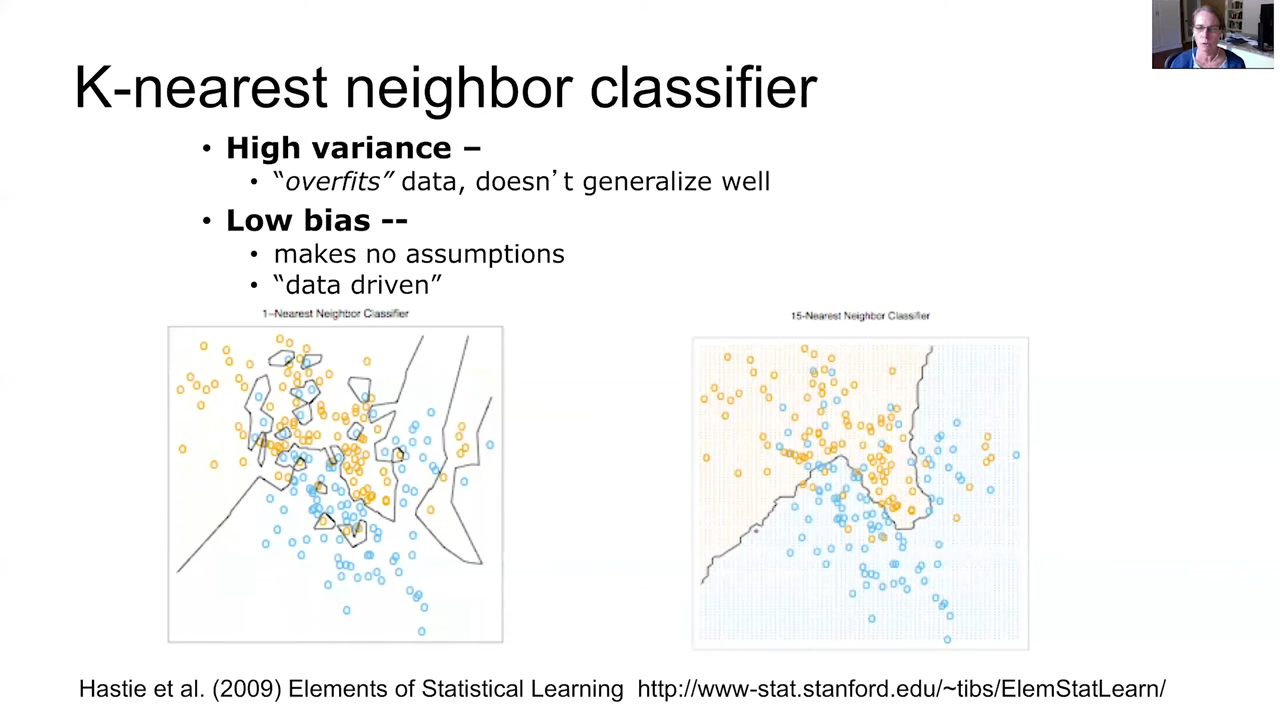 K-nearest neighbor classifier
• High variance –
• “overfits” data, doesn’t generalize well
• Low bias --
• makes no assumptions
• “data driven”
1-Nearest Neighbor Classifier
15-Nearest Neighbor Classifier
Hastie et al. (2009) Elements of Statistical Learning http://www-stat.stanford.edu/~tibs/ElemStatLearn/